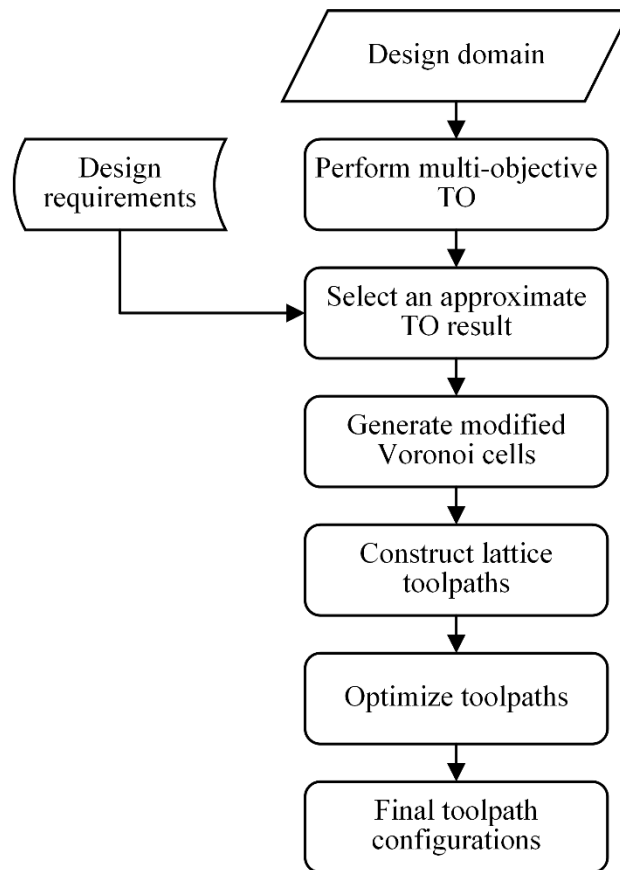 Design domain
Perform multi-objective
TO
Design
requirements
Select an approximate
TO result
Generate modified
Voronoi cells
Construct lattice
toolpaths
Optimize toolpaths
Final toolpath
configurations